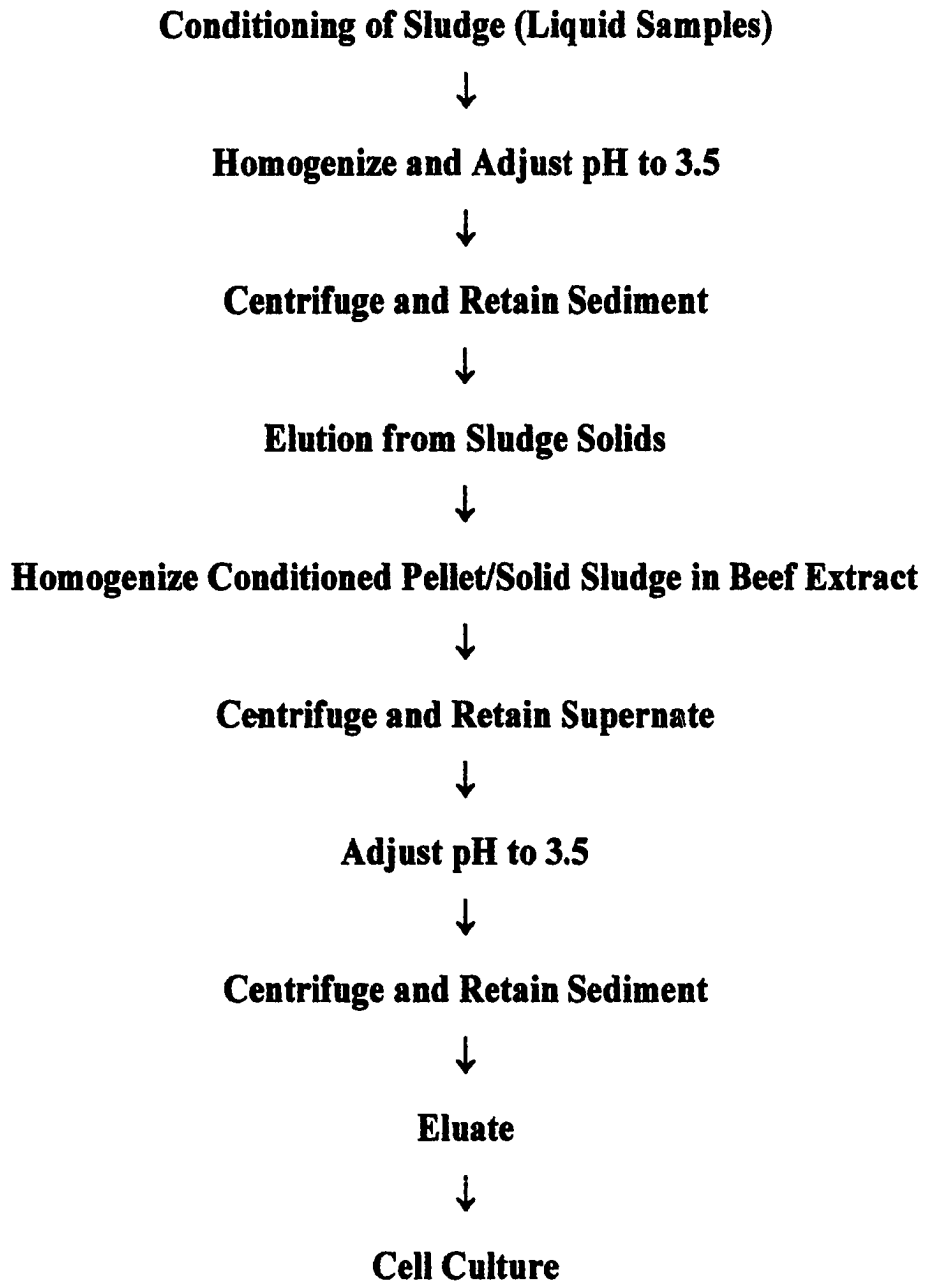 Conditioning of Sludge (Liquid Samples)
↓
Homogenize and Adjust pH to 3.5
↓
Centrifuge and Retain Sediment
↓
Elution from Sludge Solids
↓
Homogenize Conditioned Pellet/Solid Sludge in Beef Extract
↓
Centrifuge and Retain Supernate
↓
Adjust pH to 3.5
↓
Centrifuge and Retain Sediment
↓
Eluate
↓
Cell Culture